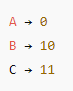 A → 0
B → 10
C → 11